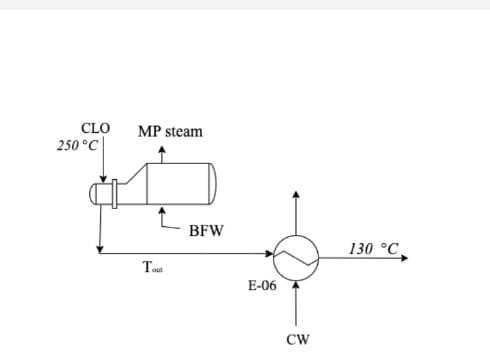 CLO
MP steam
250 °C
BFW
Tout
130 °C
E-06
CW